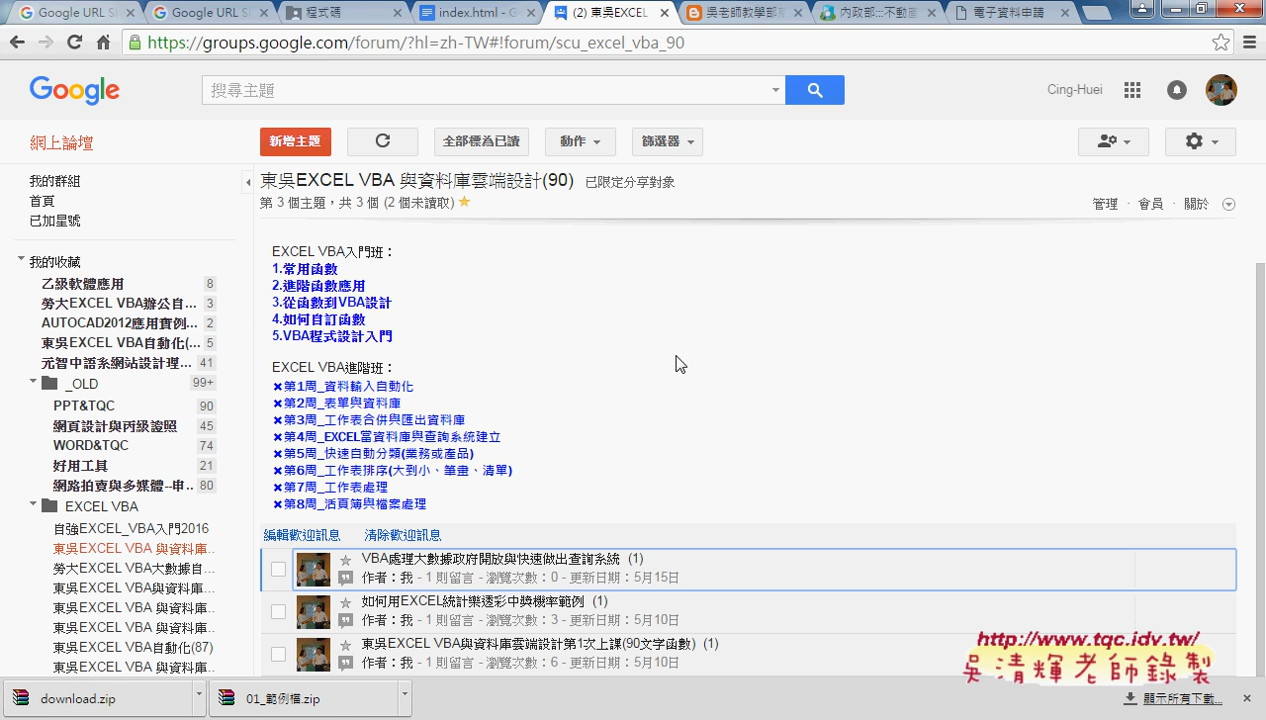 Google URL S
Google URL S
程式碼
index.html - G
(2) 東吳EXCEL
吳老師教學部
內政部:::不動產
電子資料申請
https://groups.google.com/forum/?hl=zh-TW#!forum/scu_excel_vba_90
Google
搜尋主題
Cing-Huei
網上論壇
新增主題
全部標為已讀
動作
篩選器
我的群組
首頁
已加星號
我的收藏
乙級軟體應用 8
勞大EXCEL VBA辦公自... 3
AUTOCAD2012應用實例... 2
東吳EXCEL VBA自動化(... 5
元智中語系網站設計理... 41
_OLD 99+
PPT&TQC 90
網頁設計與丙級證照 45
WORD&TQC 74
好用工具 21
網路拍賣與多媒體--申.. 80
EXCEL VBA
自強EXCEL_VBA入門2016
東吳EXCEL VBA 與資料庫..
勞大EXCEL VBA大數據自...
東吳EXCEL VBA與資料庫...
東吳EXCEL VBA 與資料庫..
東吳EXCEL VBA 與資料庫..
東吳EXCEL VBA自動化(87)
東吳EXCEL VBA 與資料庫..
東吳EXCEL VBA 與資料庫雲端設計(90) 已限定分享對象
第 3 個主題，共 3 個 (2 個未讀取)
管理 · 會員 · 關於
EXCEL VBA入門班：
1.常用函數
2.進階函數應用
3.從函數到VBA設計
4.如何自訂函數
5.VBA程式設計入門
EXCEL VBA進階班：
×第1周_資料輸入自動化
×第2周_表單與資料庫
×第3周_工作表合併與匯出資料庫
×第4周_EXCEL當資料庫與查詢系統建立
×第5周_快速自動分類(業務或產品)
×第6周_工作表排序(大到小、筆畫、清單)
×第7周_工作表處理
×第8周_活頁簿與檔案處理
編輯歡迎訊息 清除歡迎訊息
VBA處理大數據政府開放與快速做出查詢系統 (1)
作者：我 - 1 則留言 - 瀏覽次數：0 - 更新日期：5月15日
如何用EXCEL統計樂透彩中獎機率範例 (1)
作者：我 - 1 則留言 - 瀏覽次數：3 - 更新日期：5月10日
東吳EXCEL VBA與資料庫雲端設計第1次上課(90文字函數) (1)
作者：我 - 1 則留言 - 瀏覽次數：6 - 更新日期：5月10日
http://www.tqc.idv.tw/
吳清輝老師錄製
download.zip
01_範例檔.zip
顯示所有下載...